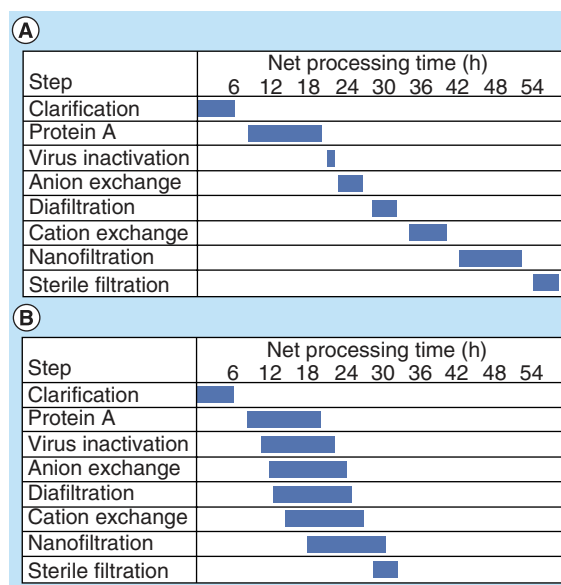 A
Net processing time (h)
Step 6 12 18 24 30 36 42 48 54
Clarification
Protein A
Virus inactivation
Anion exchange
Diafiltration
Cation exchange
Nanofiltration
Sterile filtration
B
Net processing time (h)
Step 6 12 18 24 30 36 42 48 54
Clarification
Protein A
Virus inactivation
Anion exchange
Diafiltration
Cation exchange
Nanofiltration
Sterile filtration